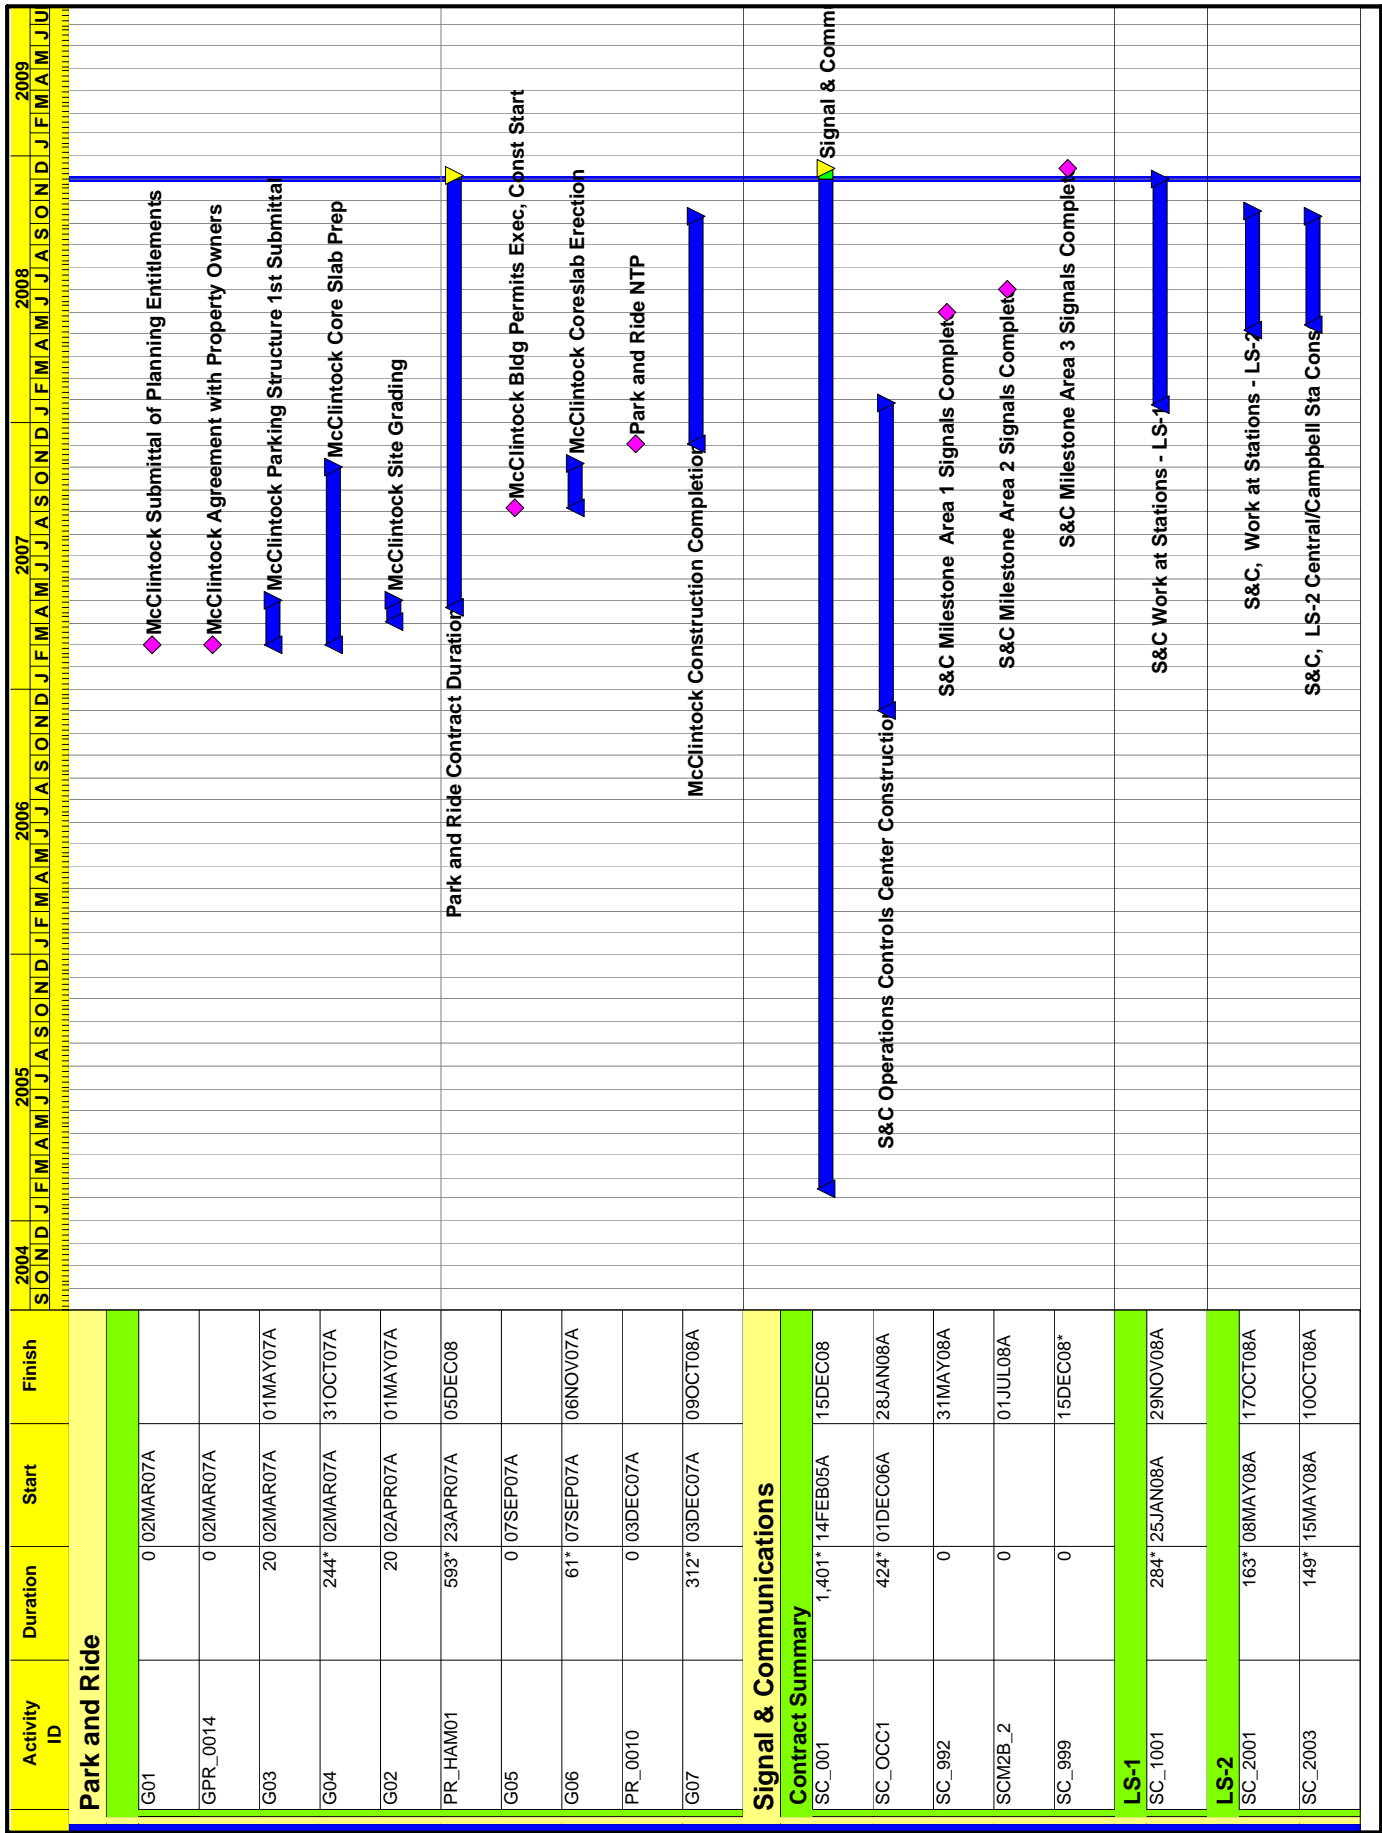 Activity ID Duration Start Finish 2004 2005 2006 2007 2008 2009
S O N D J F M A M J J A S O N D J F M A M J J A S O N D J F M A M J J A S O N D J F M A M J J A S O N D J F M A M J U
Park and Ride
G01 0 02MAR07A McClintock Submittal of Planning Entitlements
GPR_0014 0 02MAR07A McClintock Agreement with Property Owners
G03 20 02MAR07A 01MAY07A McClintock Parking Structure 1st Submittal
G04 244* 02MAR07A 31OCT07A McClintock Core Slab Prep
G02 20 02APR07A 01MAY07A McClintock Site Grading
PR_HAM01 593* 23APR07A 05DEC08 Park and Ride Contract Duration
G05 0 07SEP07A McClintock Bldg Permits Exec, Const Start
G06 61* 07SEP07A 06NOV07A McClintock Coreslab Erection
PR_0010 0 03DEC07A Park and Ride NTP
G07 312* 03DEC07A 09OCT08A McClintock Construction Completion
Signal & Communications
Contract Summary
SC_001 1,401* 14FEB05A 15DEC08 Signal & Comm
SC_OCC1 424* 01DEC06A 28JAN08A S&C Operations Controls Center Construction
SC_992 0 31MAY08A S&C Milestone Area 1 Signals Complete
SCM2B_2 0 01JUL08A S&C Milestone Area 2 Signals Complete
SC_999 0 15DEC08* S&C Milestone Area 3 Signals Complete
LS-1
SC_1001 284* 25JAN08A 29NOV08A S&C Work at Stations - LS-1
LS-2
SC_2001 163* 08MAY08A 17OCT08A S&C, Work at Stations - LS-2
SC_2003 149* 15MAY08A 10OCT08A S&C, LS-2 Central/Campbell Sta Cons